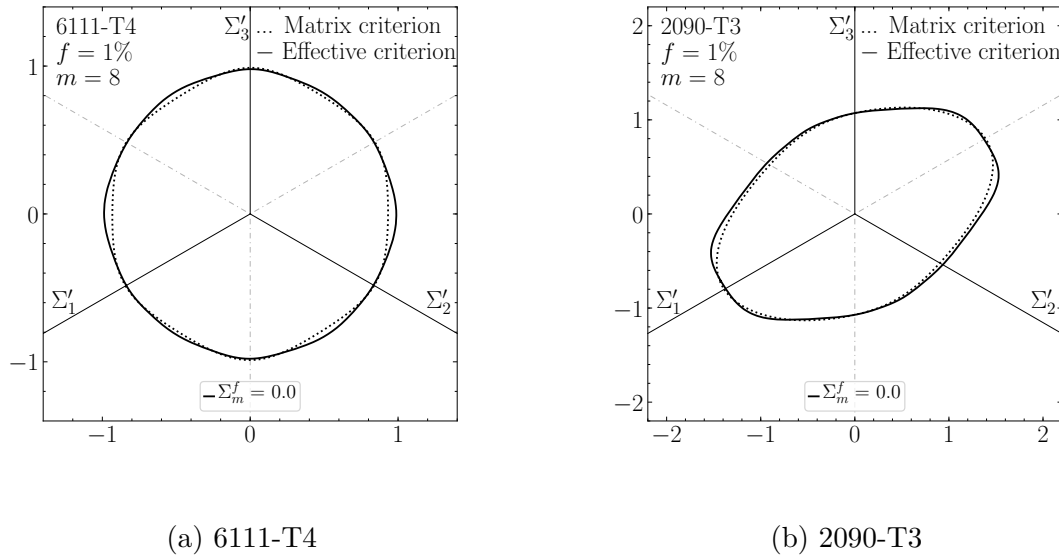 6111-T4
f = 1%
m = 8
Σ′₃
... Matrix criterion
— Effective criterion
1
0
−1
Σ′₁
Σ′₂
Σᶠₘ = 0.0
−1
0
1
2090-T3
f = 1%
m = 8
Σ′₃
... Matrix criterion
— Effective criterion
2
1
0
−1
−2
Σ′₁
Σ′₂
Σᶠₘ = 0.0
−2
−1
0
1
2
(a) 6111-T4
(b) 2090-T3